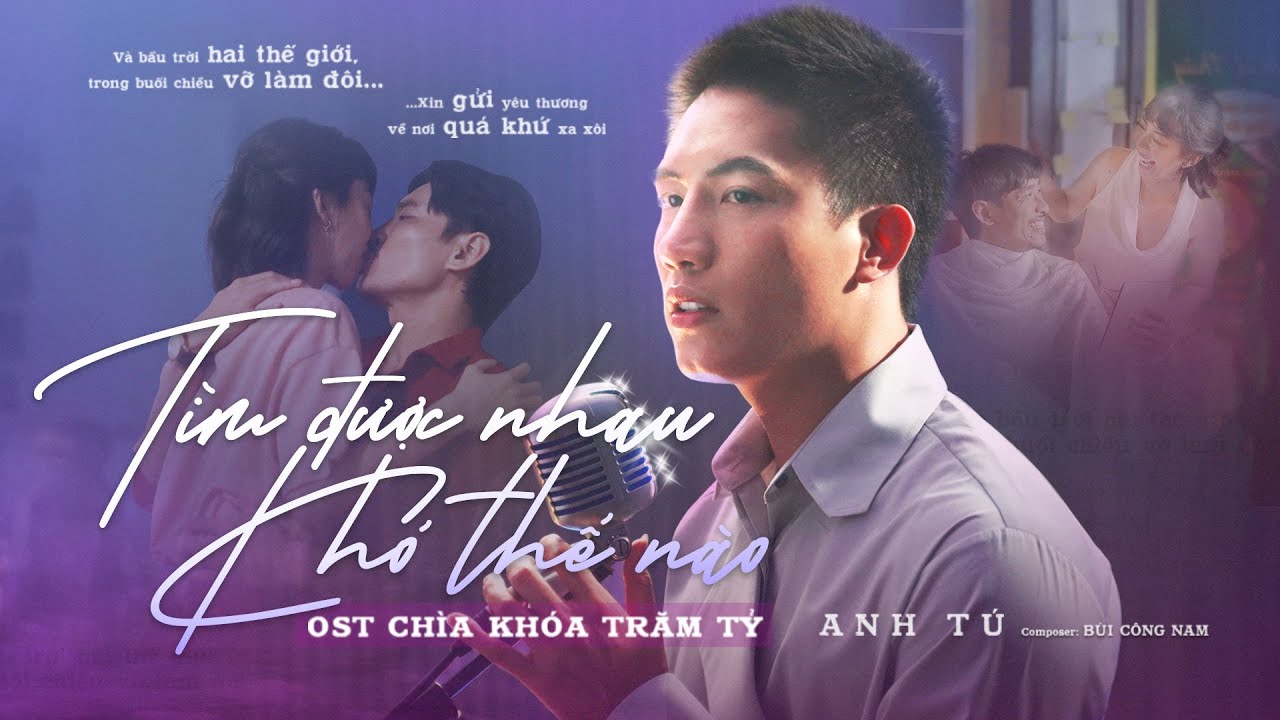 Và bầu trời hai thế giới,
trong buổi chiều vỡ làm đôi...
...Xin gửi yêu thương
về nơi quá khứ xa xôi
Tìm được nhau
Khó thế nào
OST CHÌA KHÓA TRĂM TỶ
ANH TÚ Composer: BÙI CÔNG NAM